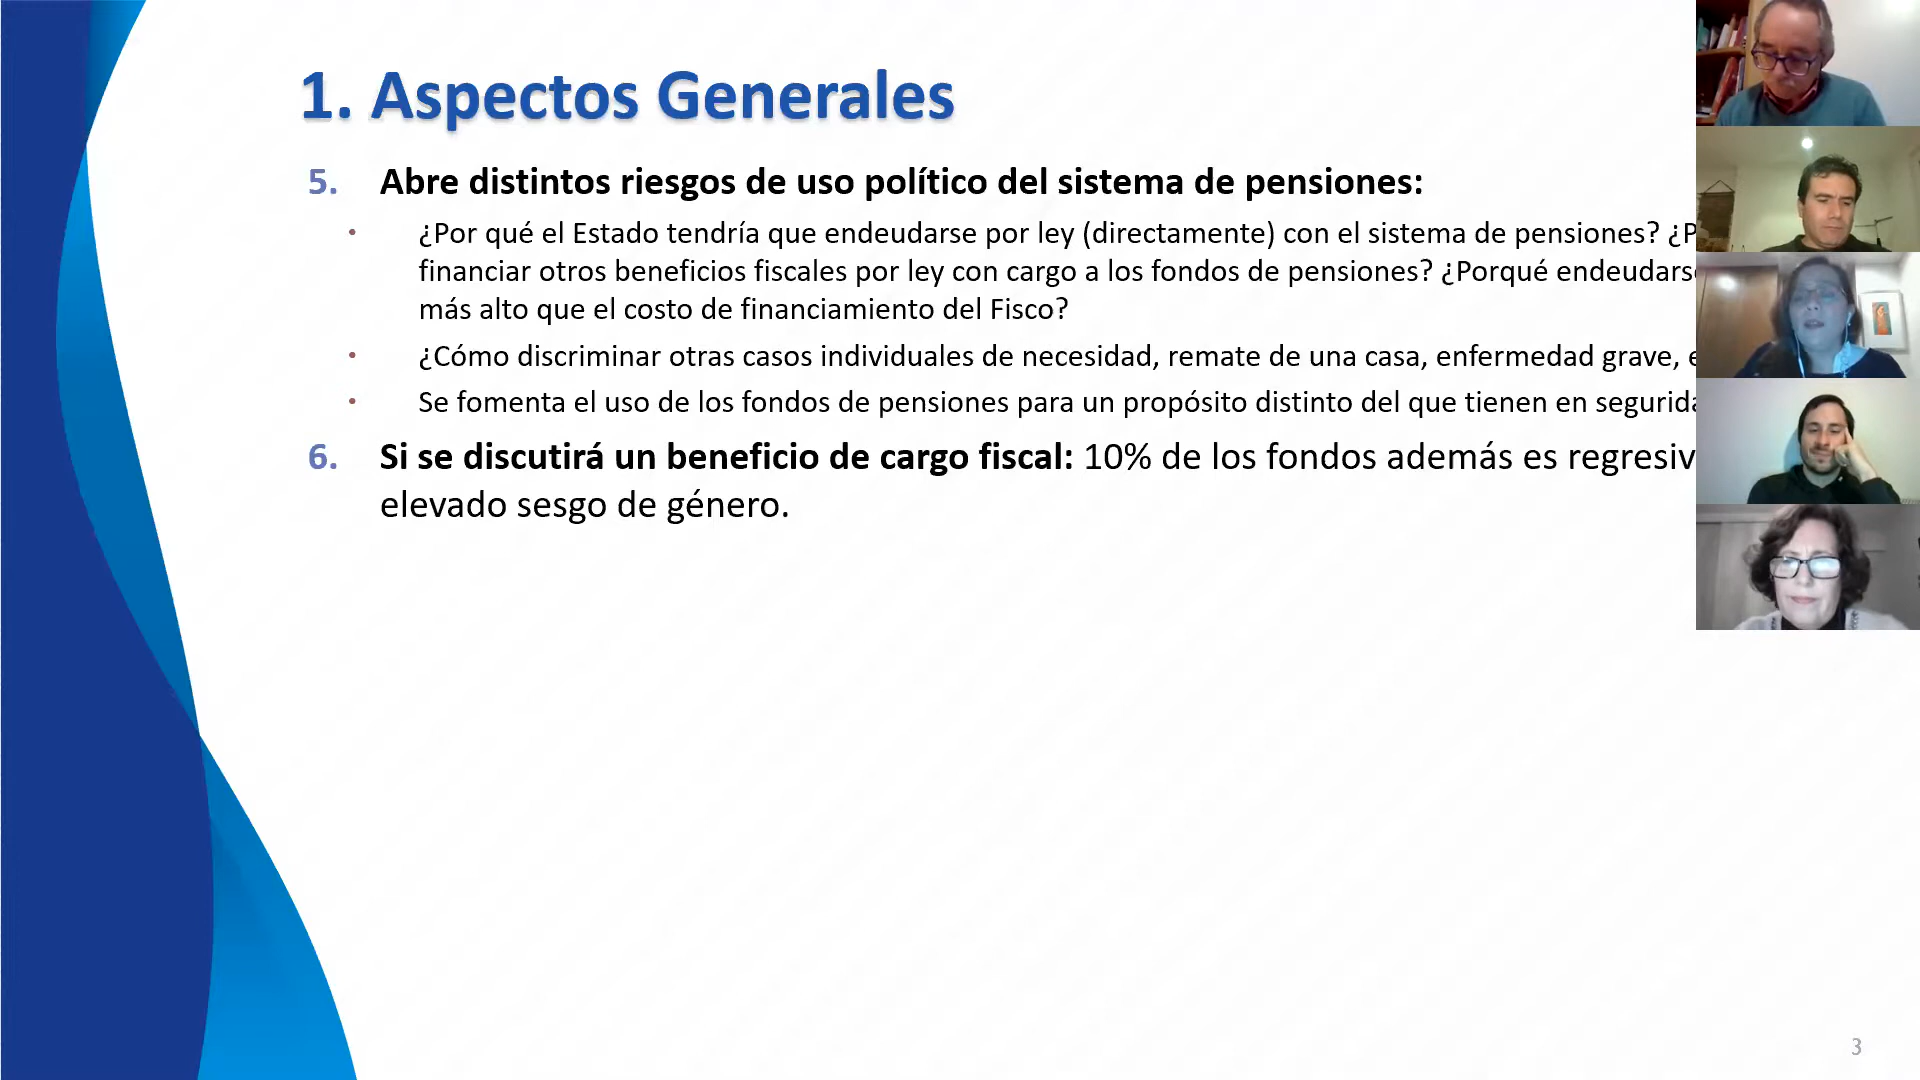 1. Aspectos Generales
5. Abre distintos riesgos de uso político del sistema de pensiones:
• ¿Por qué el Estado tendría que endeudarse por ley (directamente) con el sistema de pensiones?
financiar otros beneficios fiscales por ley con cargo a los fondos de pensiones? ¿Porqué
más alto que el costo de financiamiento del Fisco?
• ¿Cómo discriminar otras casos individuales de necesidad, remate de una casa, enfermedad grave,
• Se fomenta el uso de los fondos de pensiones para un propósito distinto del que tienen en
6. Si se discutirá un beneficio de cargo fiscal: 10% de los fondos además es
elevado sesgo de género.
3